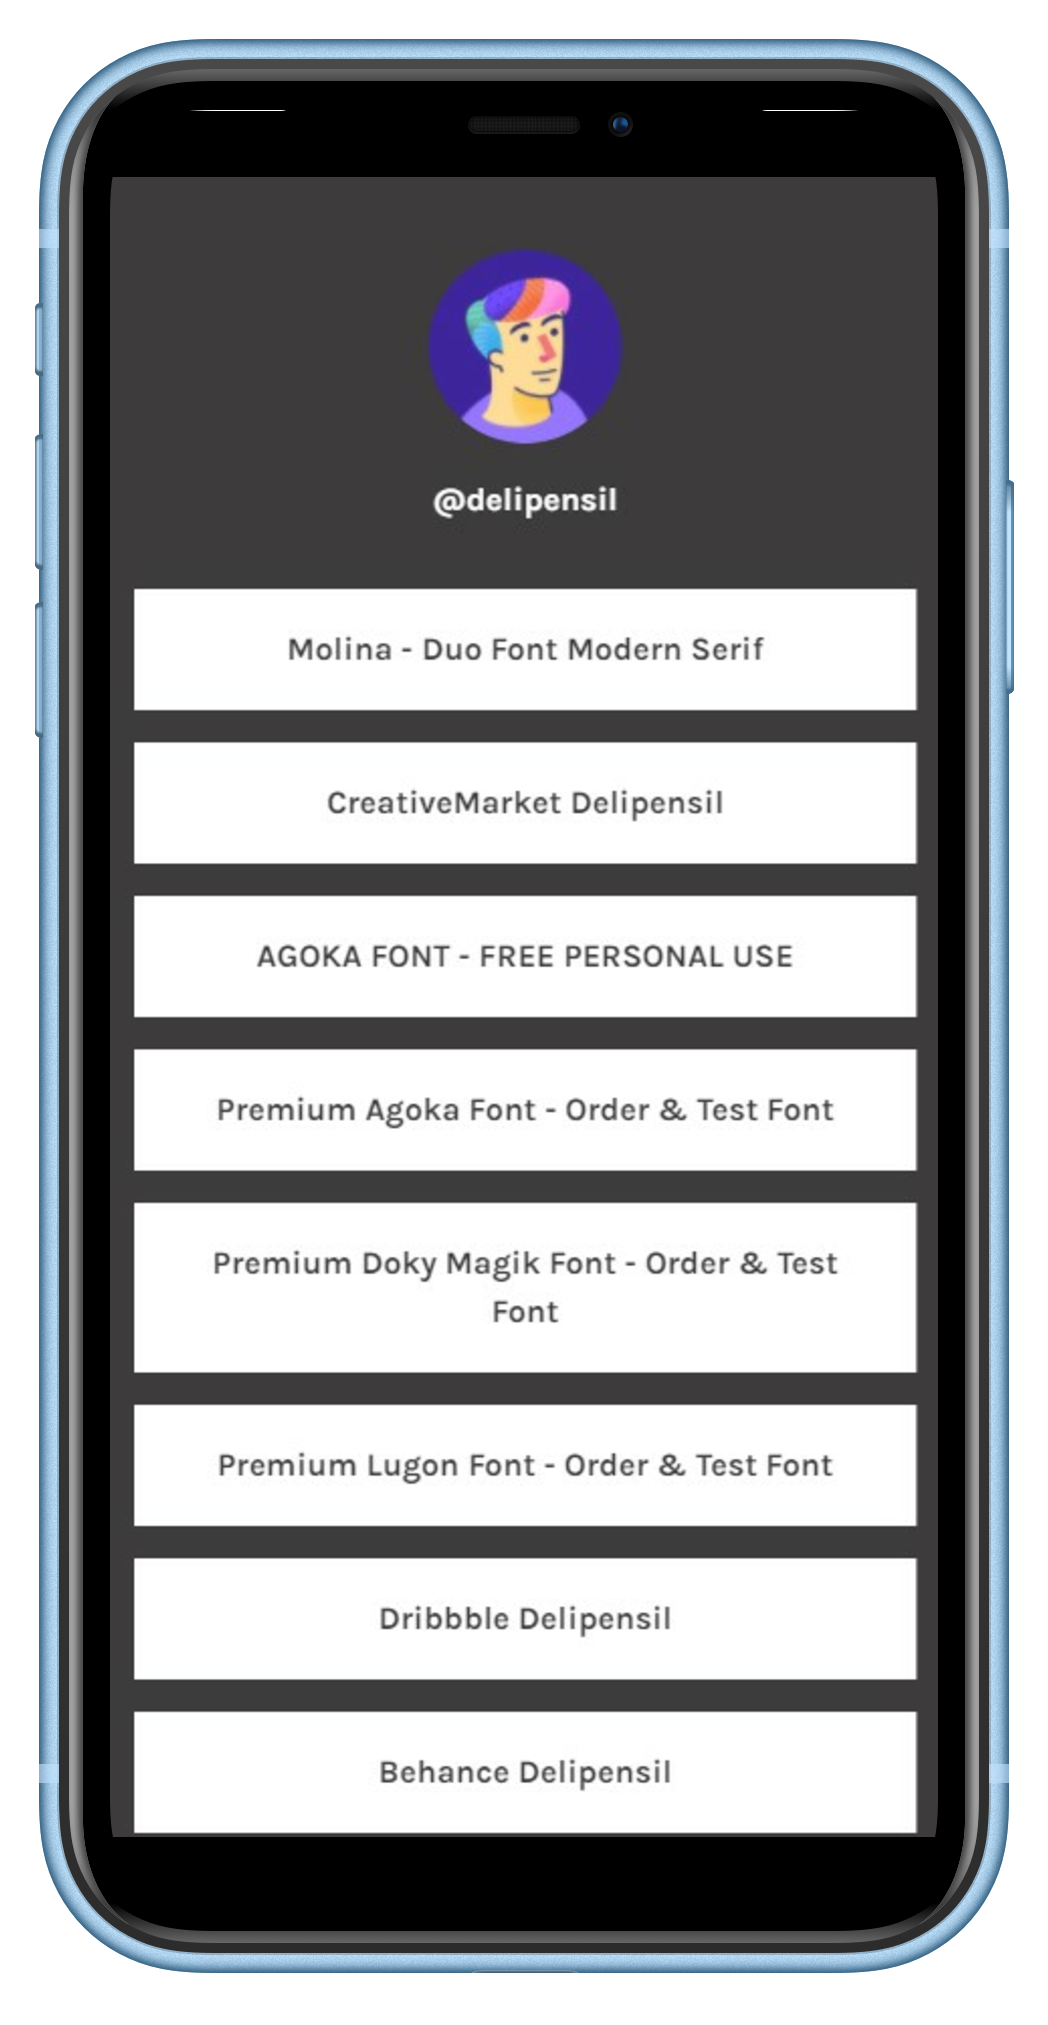 @delipensil
Molina - Duo Font Modern Serif
CreativeMarket Delipensil
AGOKA FONT - FREE PERSONAL USE
Premium Agoka Font - Order & Test Font
Premium Doky Magik Font - Order & Test
Font
Premium Lugon Font - Order & Test Font
Dribbble Delipensil
Behance Delipensil